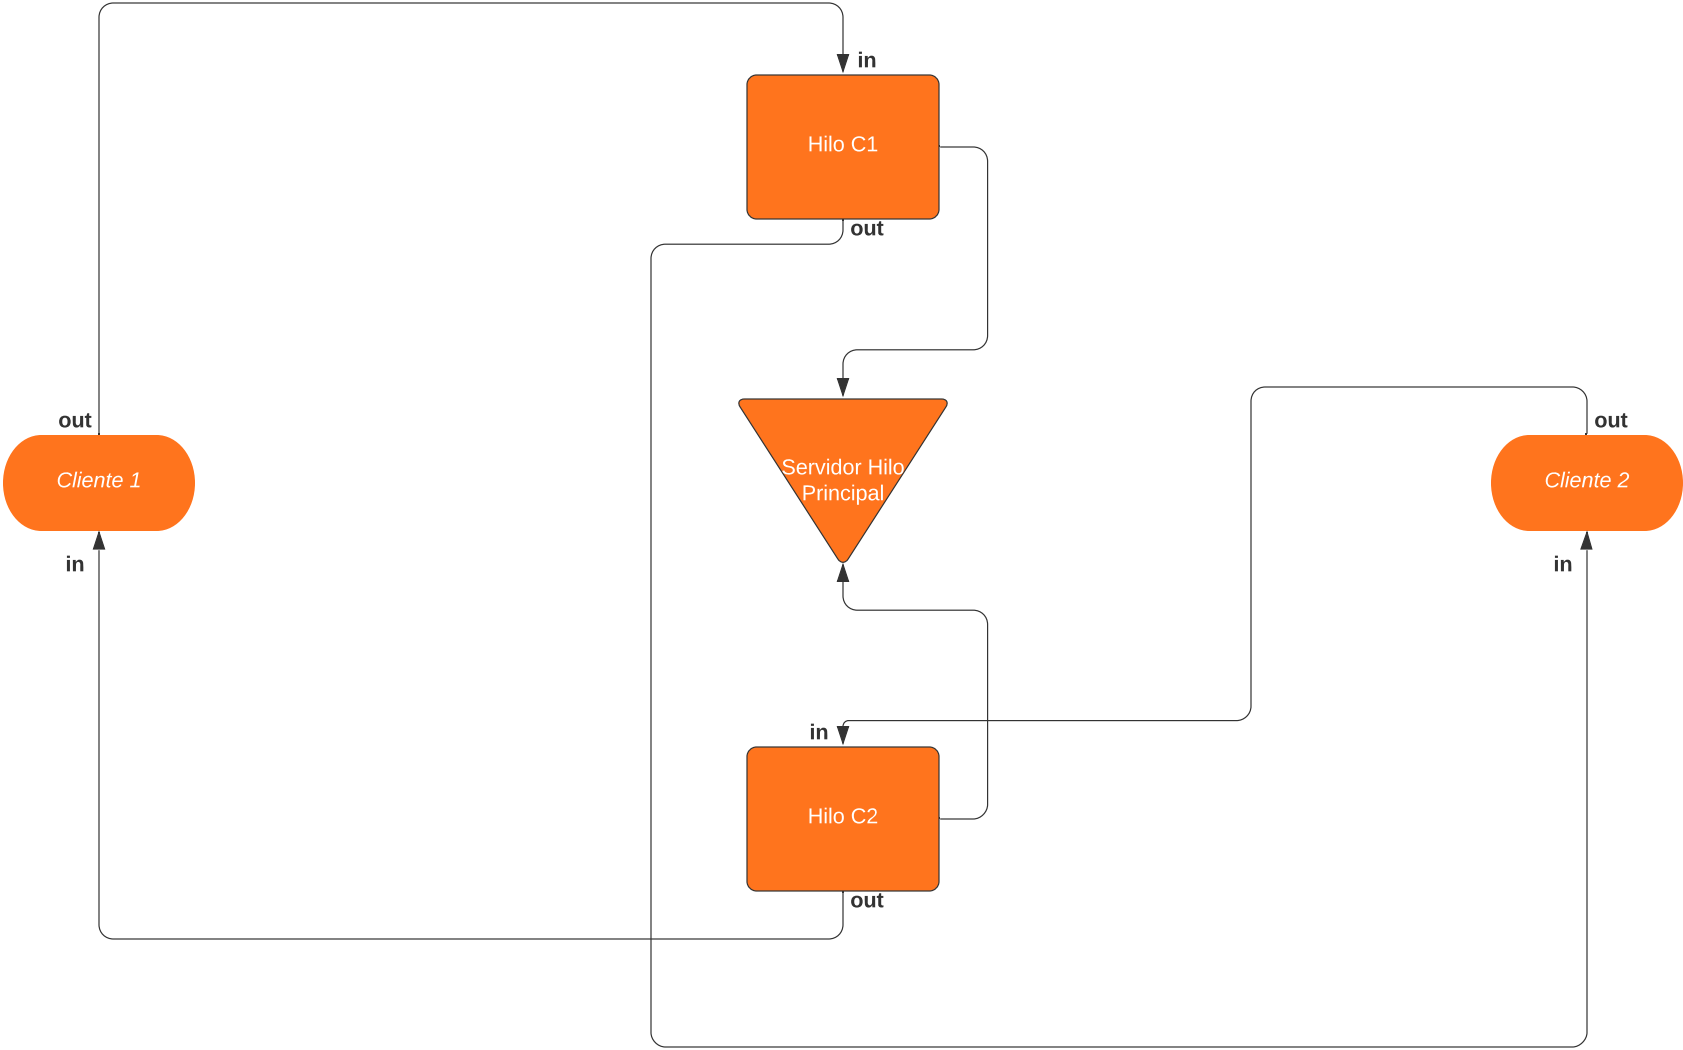 in
Hilo C1
out
out
Cliente 1
in
Servidor Hilo
Principal
out
Cliente 2
in
in
Hilo C2
out